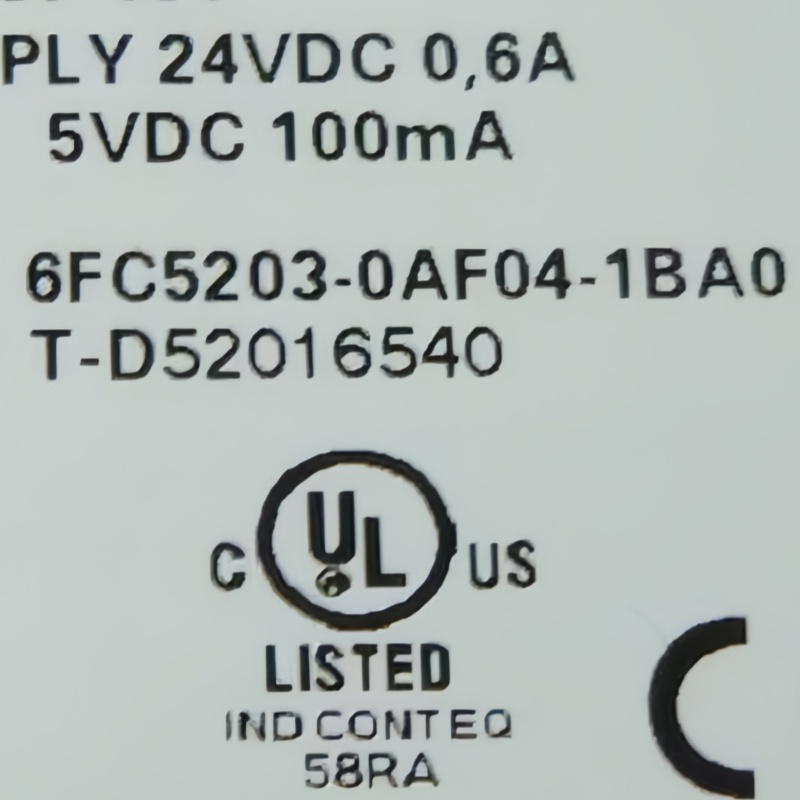 PLY 24VDC 0,6A
5VDC 100mA
6FC5203-0AF04-1BA0
T-D52016540
C UL US
LISTED
IND CONT EQ
58RA